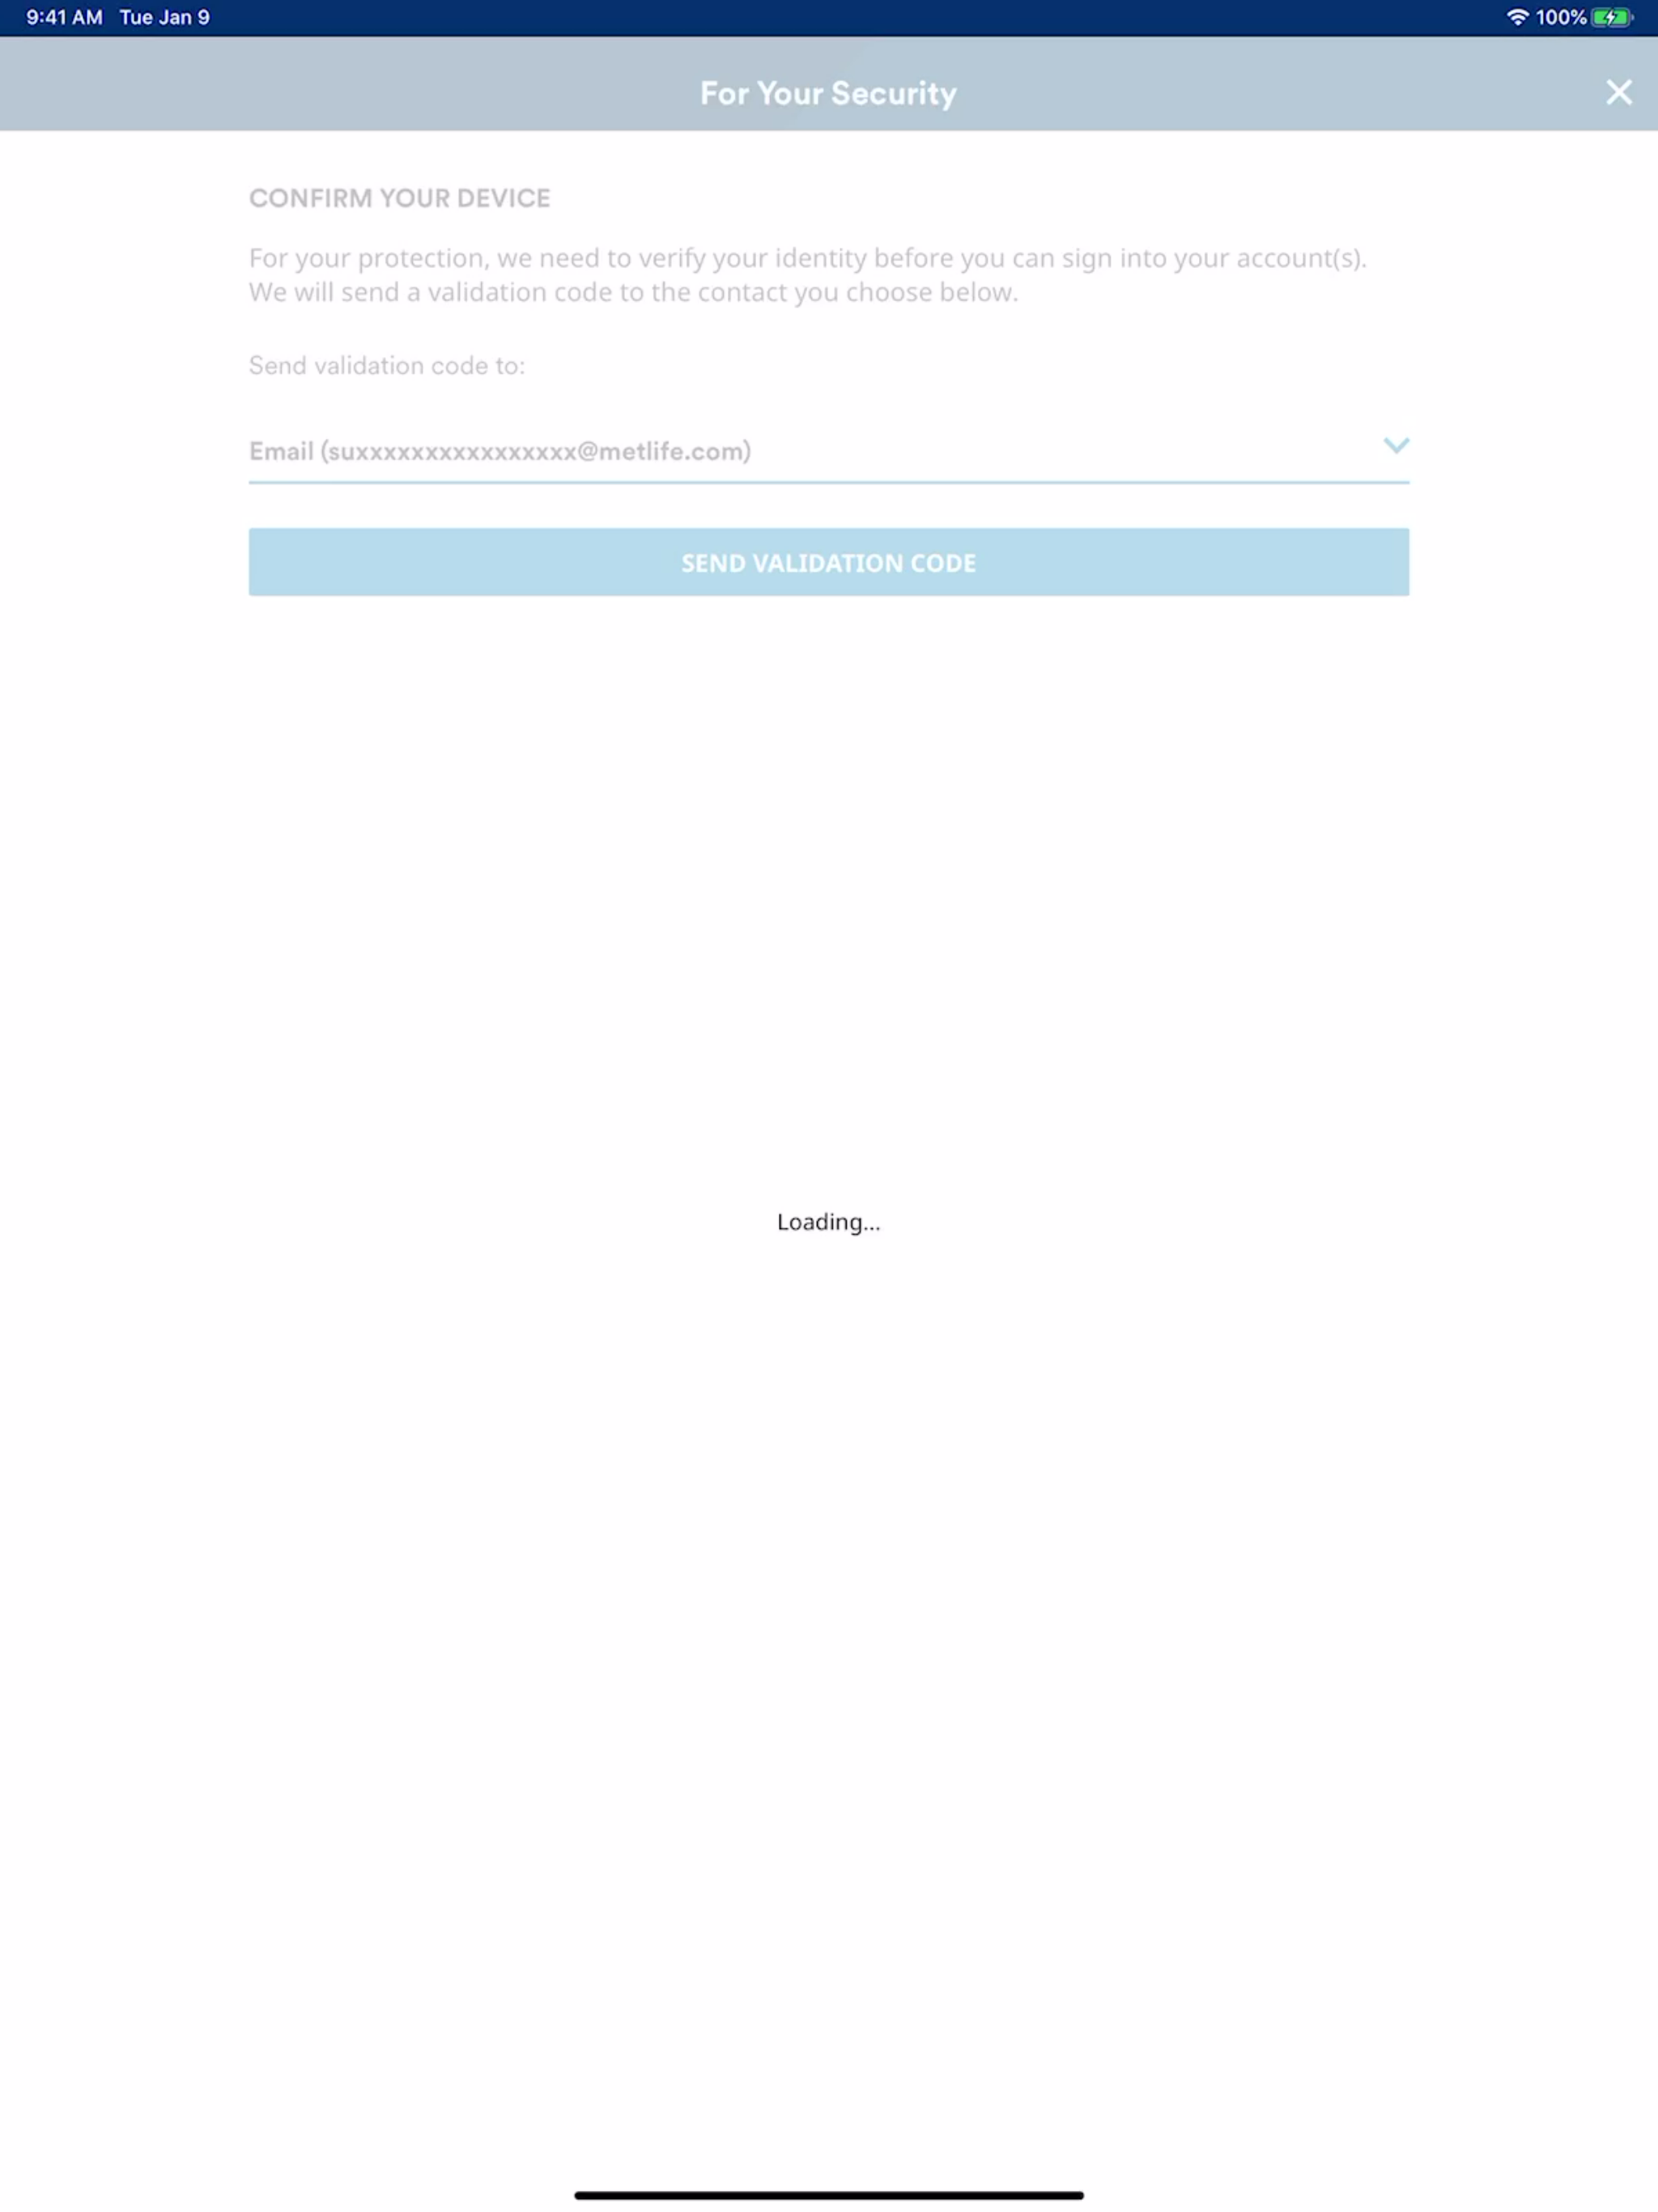 9:41 AM Tue Jan 9
100%
For Your Security
CONFIRM YOUR DEVICE
For your protection, we need to verify your identity before you can sign into your account(s).
We will send a validation code to the contact you choose below.
Send validation code to:
Email (suxxxxxxxxxxxxxxxx@metlife.com)
SEND VALIDATION CODE
Loading...